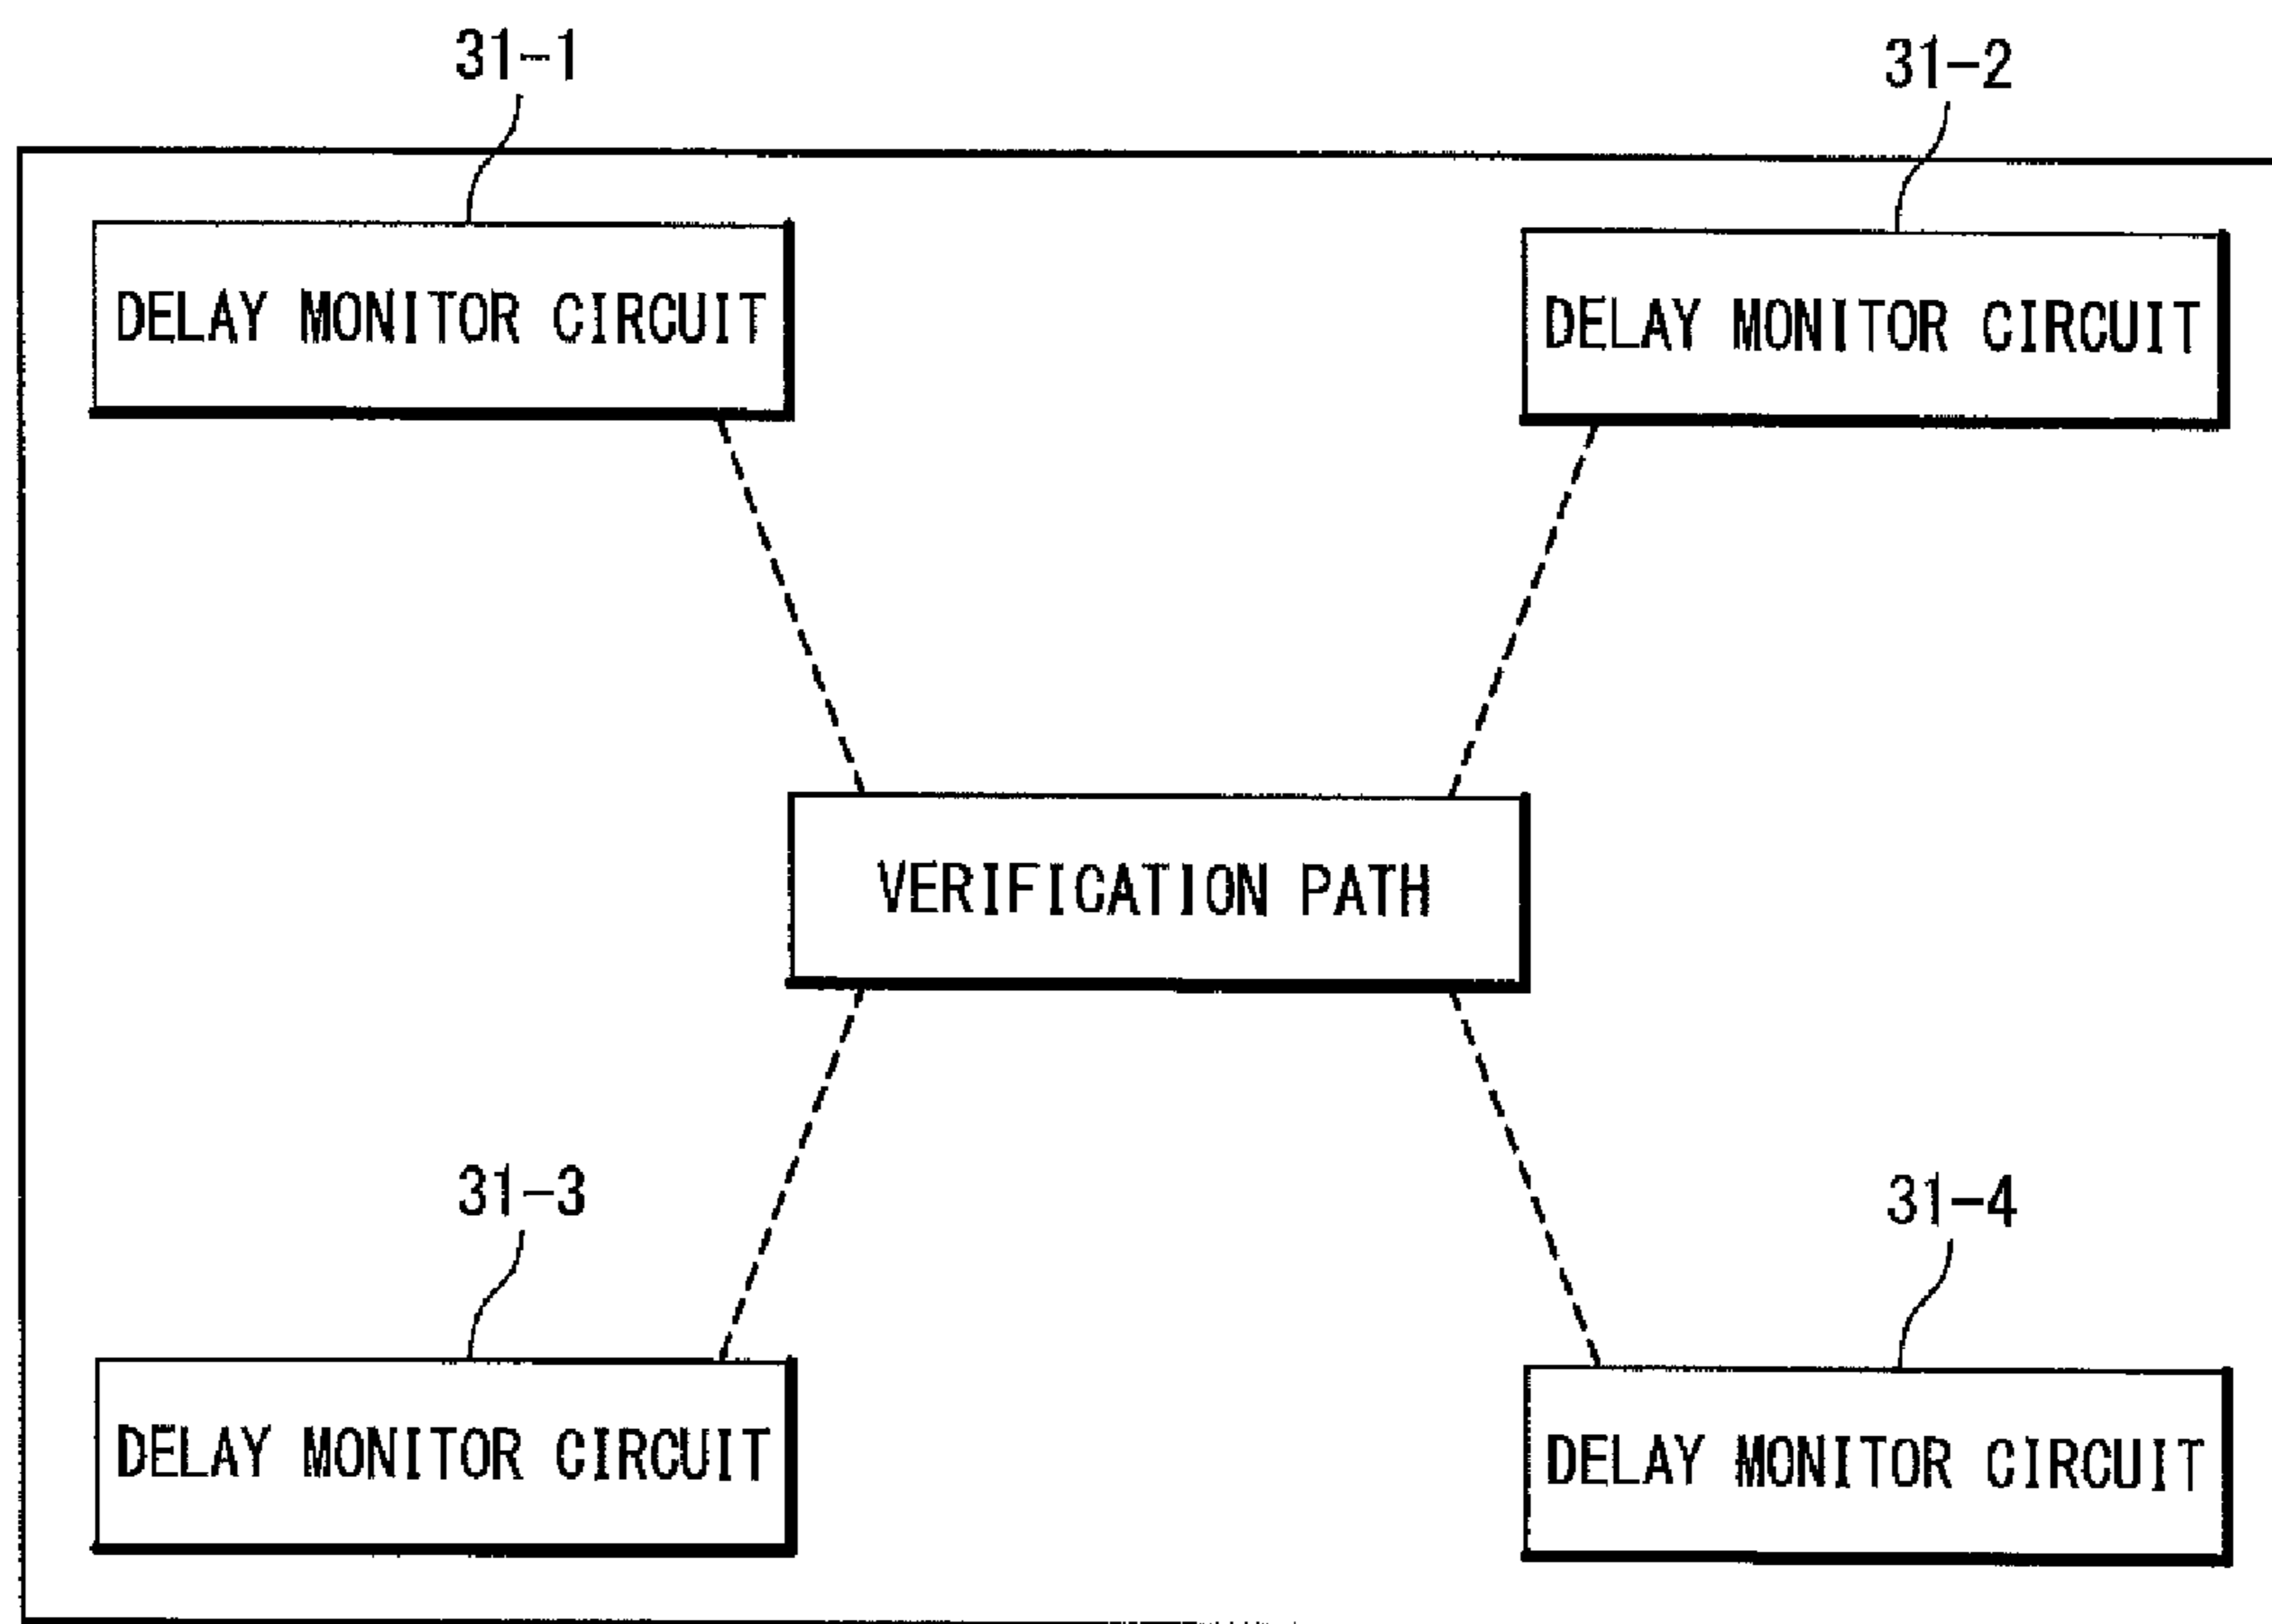 31-1
31-2
DELAY MONITOR CIRCUIT
DELAY MONITOR CIRCUIT
VERIFICATION PATH
31-3
31-4
DELAY MONITOR CIRCUIT
DELAY MONITOR CIRCUIT